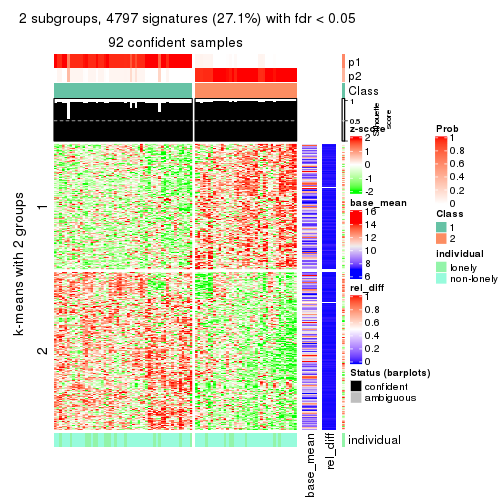 2 subgroups, 4797 signatures (27.1%) with fdr < 0.05
92 confident samples
p1
p2
Class
1
0.5
0
Silhouette
score
k-means with 2 groups
1
2
individual
base_mean
rel_diff
z-score
2
1
0
-1
-2
base_mean
16
14
12
10
8
6
rel_diff
1
0.8
0.6
0.4
0.2
0
Status (barplots)
confident
ambiguous
Prob
1
0.8
0.6
0.4
0.2
0
Class
1
2
individual
lonely
non-lonely